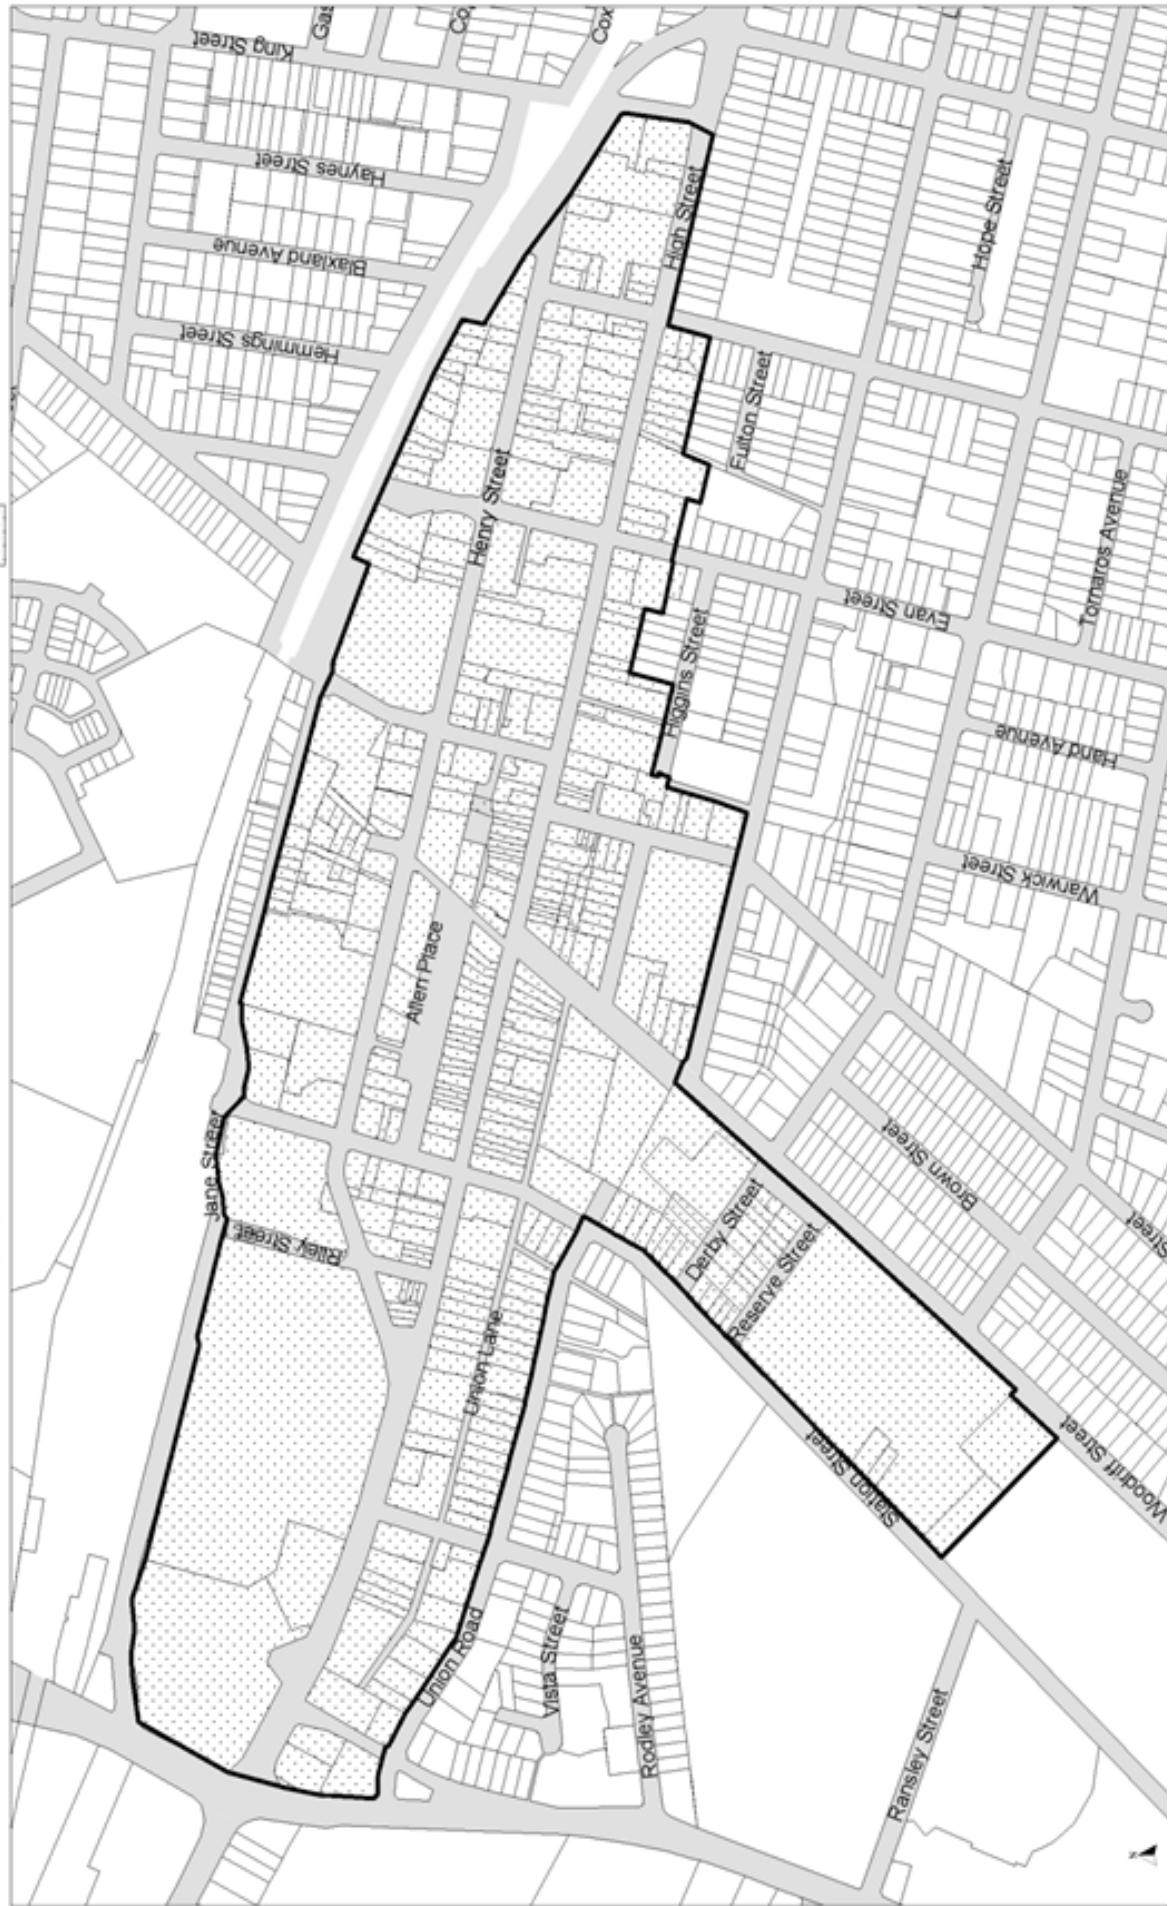 King Street
Gas
Cox
Haynes Street
Blaxland Avenue
Hemmings Street
High Street
Hope Street
Fulton Street
Henry Street
Tornaros Avenue
Evan Street
Higgins Street
Hand Avenue
Warwick Street
Allen Place
Jane Street
Riley Street
Brown Street
Street
Derby Street
Reserve Street
Union Lane
Station Street
Woodriff Street
Union Road
Vista Street
Rodley Avenue
Ransley Street
N